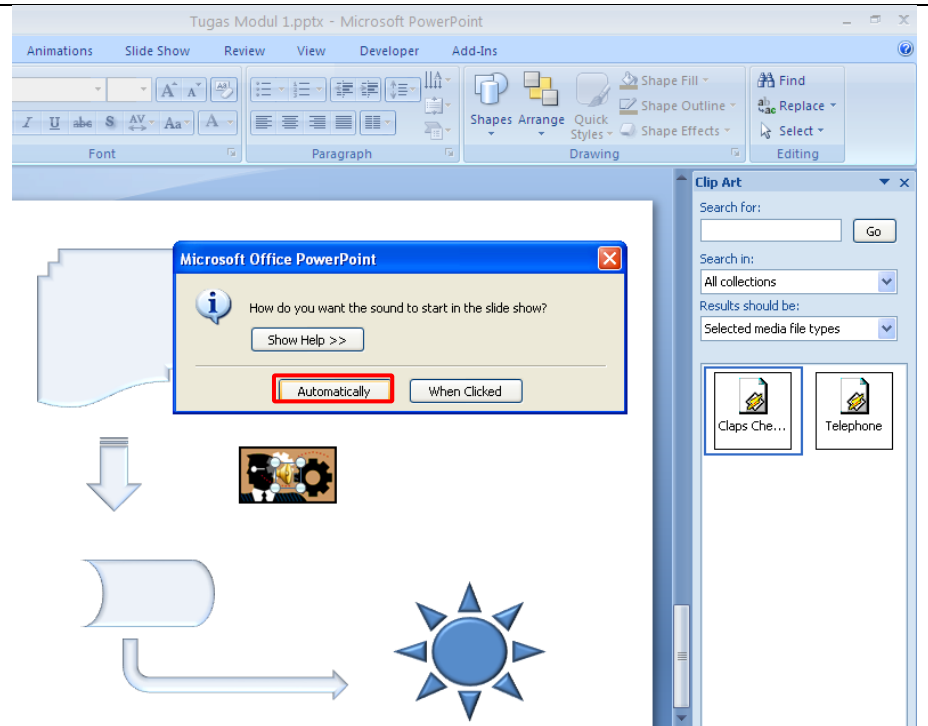 Tugas Modul 1.pptx - Microsoft PowerPoint
Animations Slide Show Review View Developer Add-Ins
A A
I U abe S AV Aa A
Shapes Arrange Quick Styles
Shape Fill
Shape Outline
Shape Effects
Find
Replace
Select
Font Paragraph Drawing Editing
Clip Art
Search for:
Go
Search in:
All collections
Results should be:
Selected media file types
Claps Che... Telephone
Microsoft Office PowerPoint
How do you want the sound to start in the slide show?
Show Help >>
Automatically When Clicked